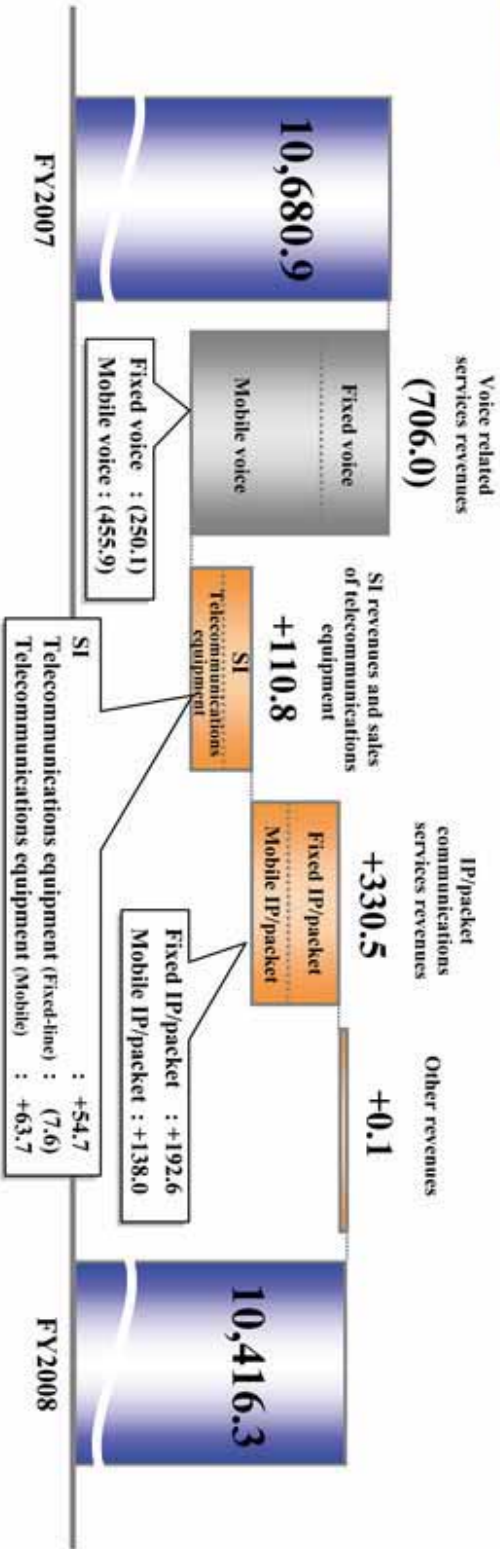 10,680.9
FY2007
Voice related
services revenues
(706.0)
Fixed voice
Mobile voice
Fixed voice : (250.1)
Mobile voice : (455.9)
SI revenues and sales
of telecommunications
equipment
+110.8
SI
Telecommunications
equipment
SI : +54.7
Telecommunications equipment (Fixed-line) : (7.6)
Telecommunications equipment (Mobile) : +63.7
IP/packet
communications
services revenues
+330.5
Fixed IP/packet
Mobile IP/packet
Fixed IP/packet : +192.6
Mobile IP/packet : +138.0
Other revenues
+0.1
10,416.3
FY2008